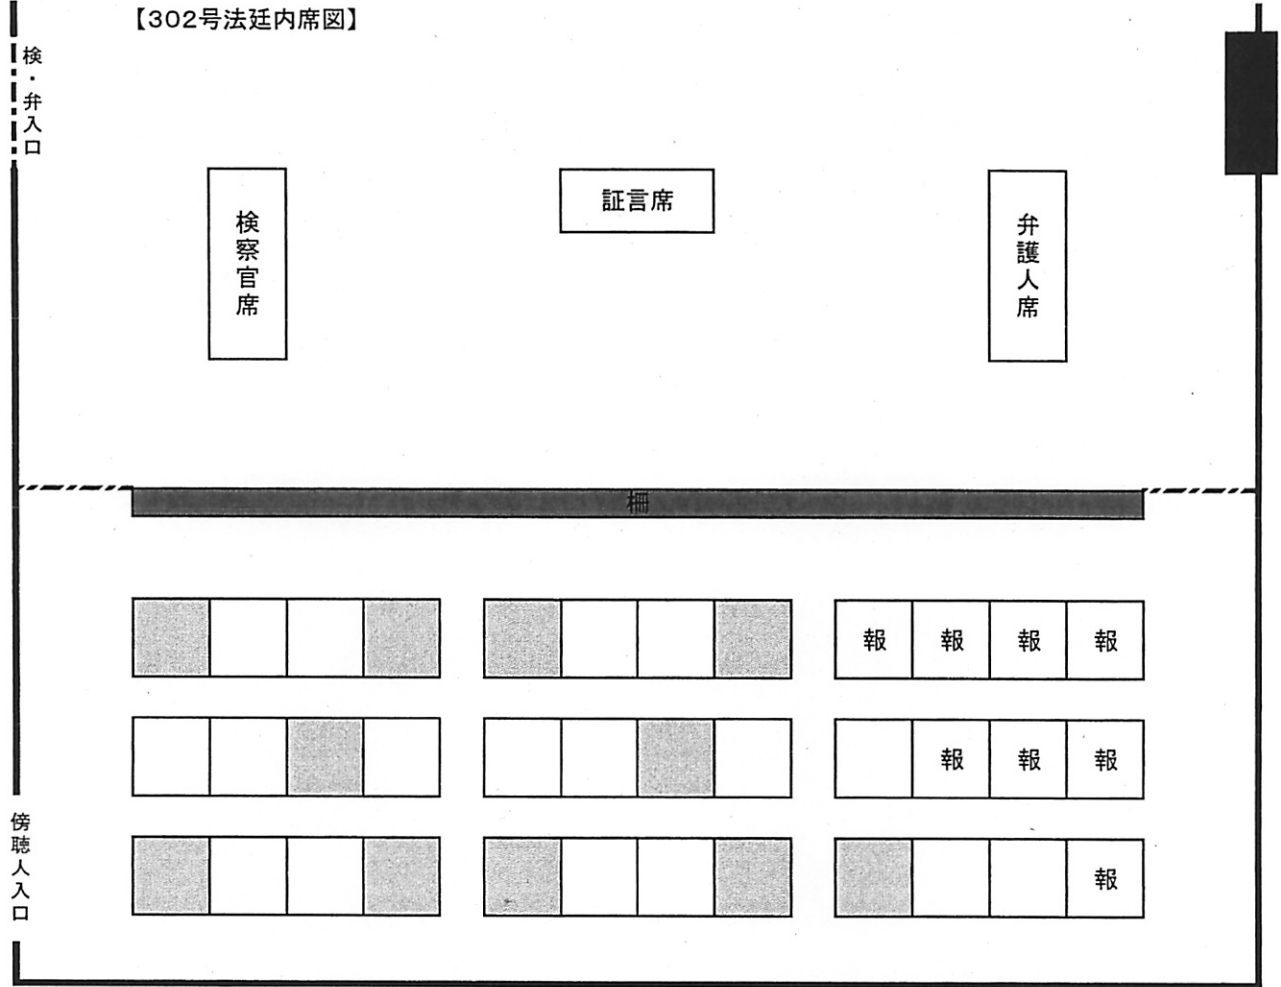 【302号法廷内席図】
検・弁入口
検察官席
証言席
弁護人席
柵
報 報 報 報
報 報 報
報
傍聴人入口